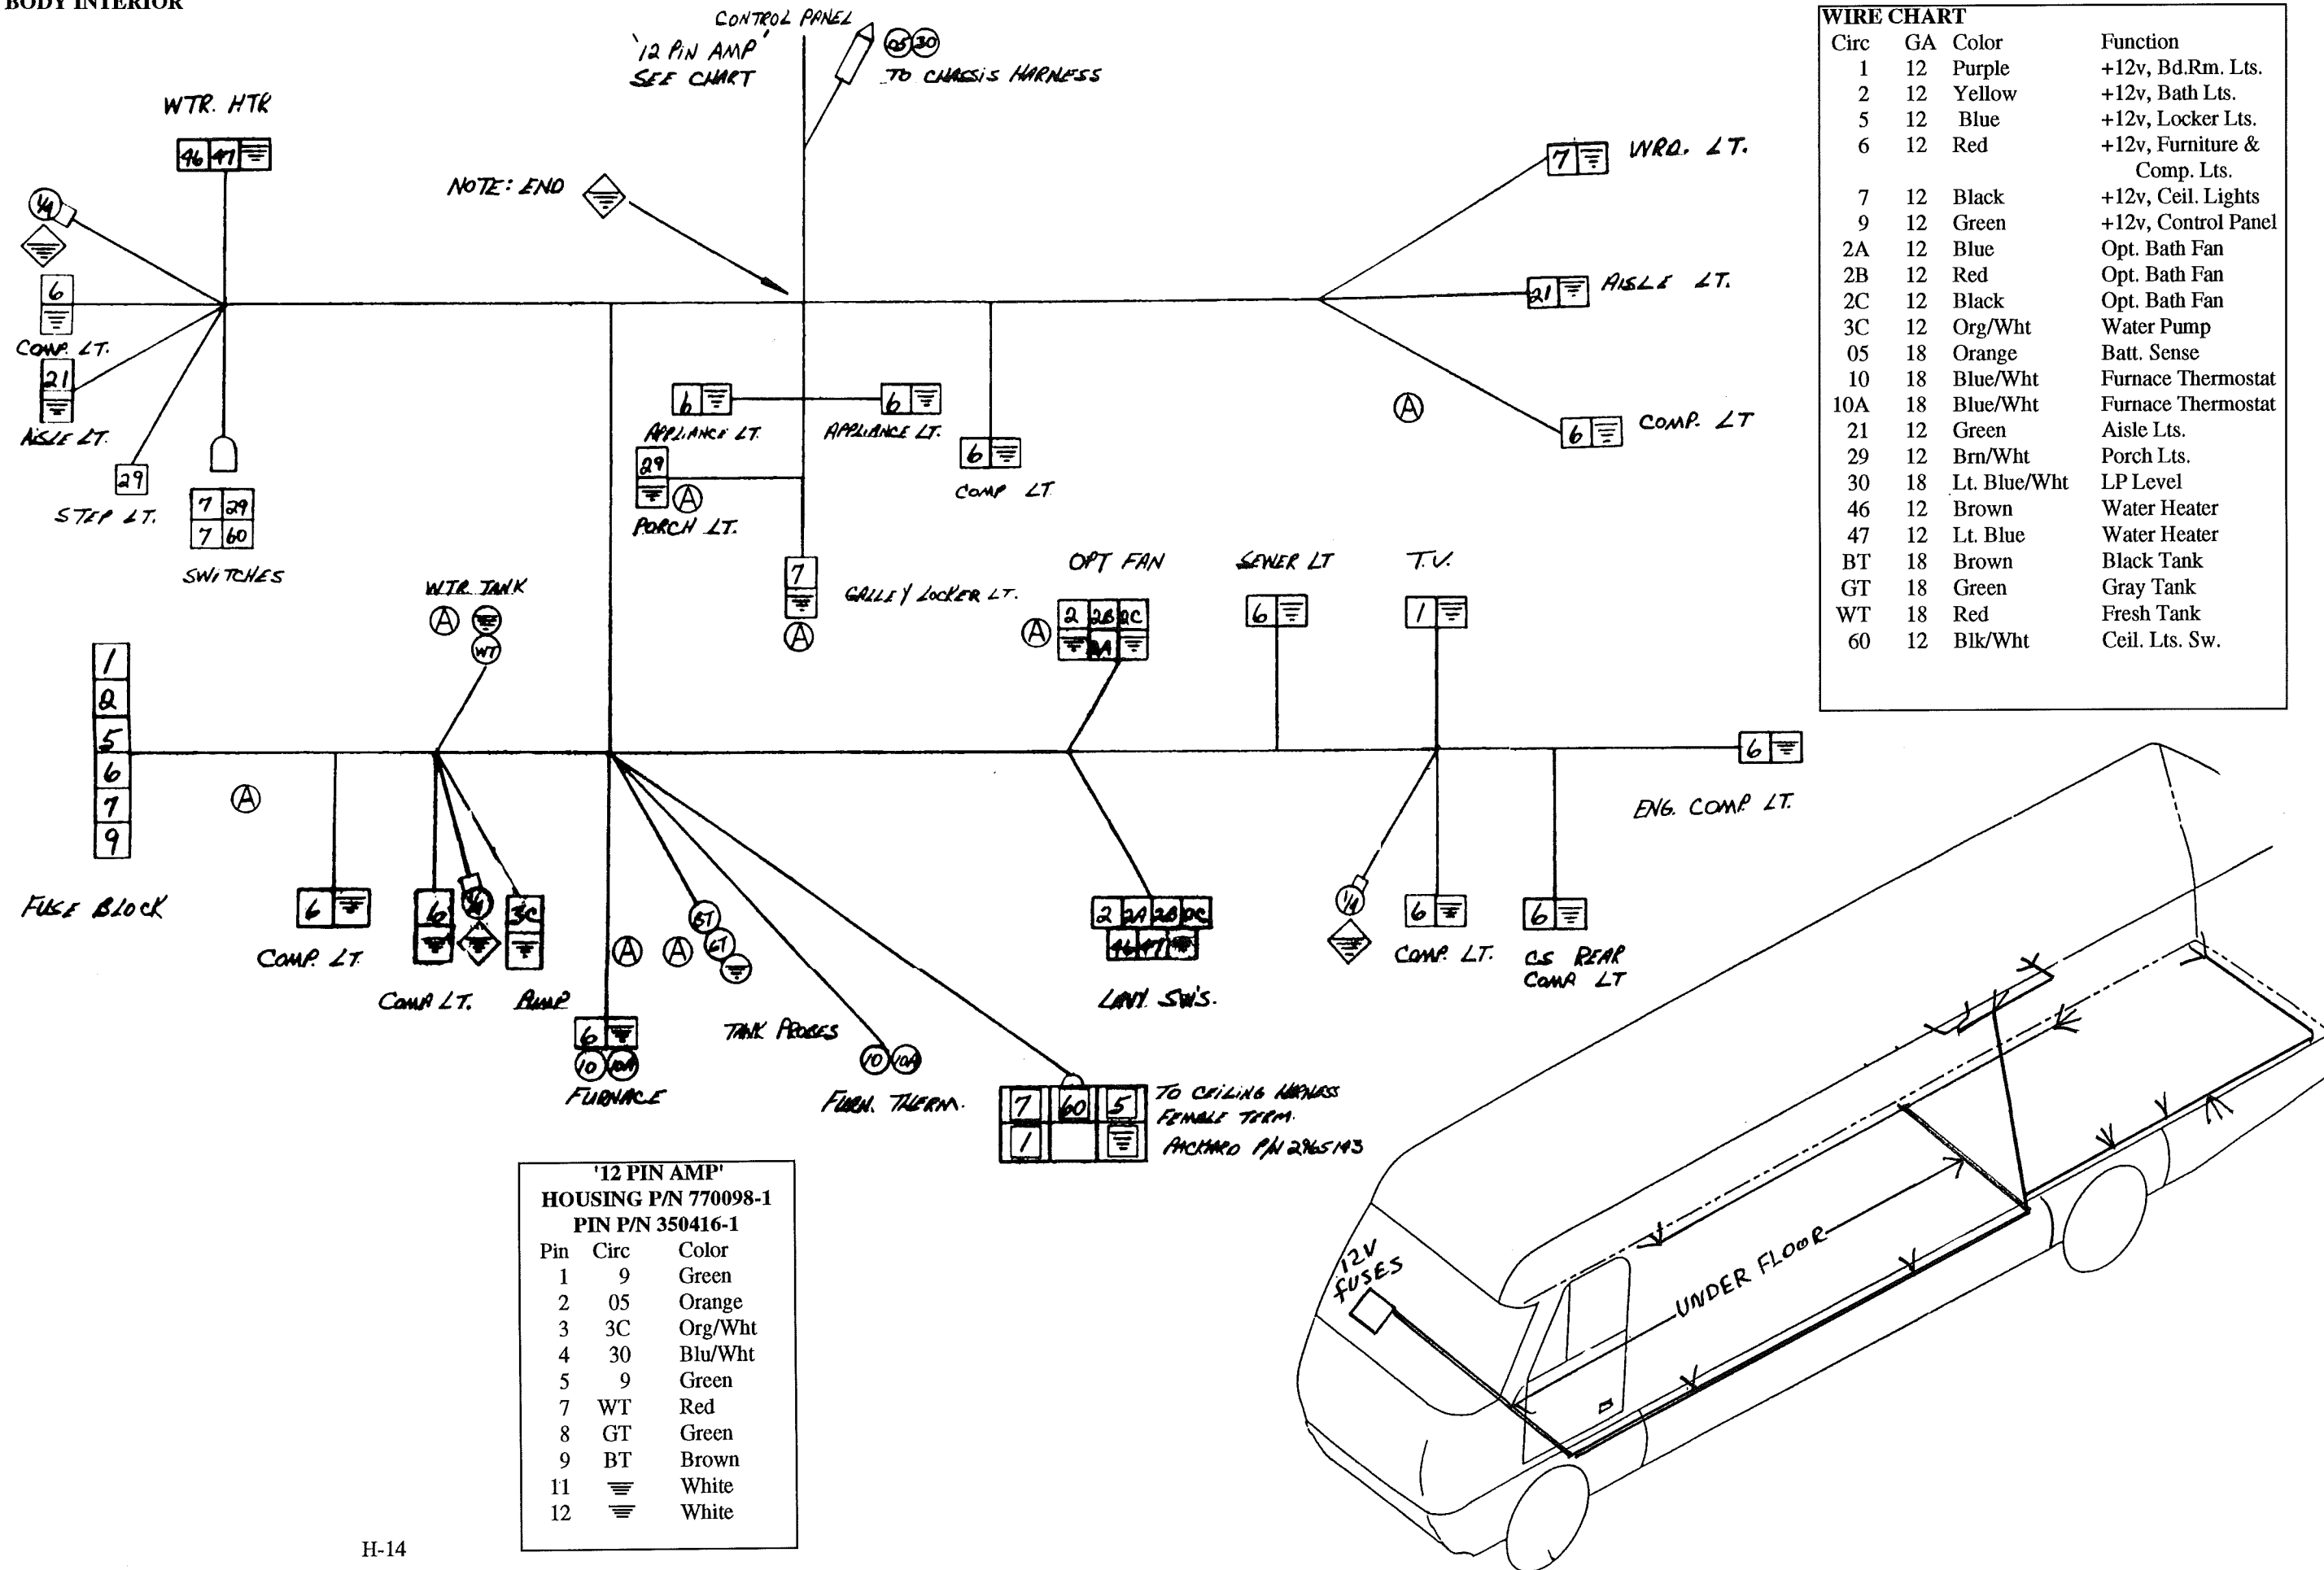 BODY INTERIOR
CONTROL PANEL
'12 PIN AMP'
SEE CHART
05 30
TO CHASSIS HARNESS
WTR. HTR
46 47
NOTE: END
7
WRD. LT.
21
AISLE LT.
6
COMP. LT
6
COMP. LT.
21
AISLE LT.
29
STEP LT.
7 29
7 60
SWITCHES
6
APPLIANCE LT.
6
APPLIANCE LT.
29
A
PORCH LT.
6
COMP LT
A
7
GALLEY LOCKER LT.
A
WTR TANK
A
WT
OPT FAN
2 2B 2C
2A
A
SEWER LT
6
T.V.
1
1
2
5
6
7
9
FUSE BLOCK
A
6
COMP. LT.
6
COMP LT.
3C
PUMP
6
10 10A
FURNACE
A
A
BT
GT
TANK PROBES
10 10A
FURN. THERM.
7 60 5
1
TO CEILING HARNESS
FEMALE TERM.
PACKARD P/N 2965143
2 2A 2B 2C
46 47
LAVY. SW'S.
6
COMP. LT.
6
CS REAR
COMP LT
6
ENG. COMP. LT.
WIRE CHART
Circ GA Color Function
1 12 Purple +12v, Bd.Rm. Lts.
2 12 Yellow +12v, Bath Lts.
5 12 Blue +12v, Locker Lts.
6 12 Red +12v, Furniture &
Comp. Lts.
7 12 Black +12v, Ceil. Lights
9 12 Green +12v, Control Panel
2A 12 Blue Opt. Bath Fan
2B 12 Red Opt. Bath Fan
2C 12 Black Opt. Bath Fan
3C 12 Org/Wht Water Pump
05 18 Orange Batt. Sense
10 18 Blue/Wht Furnace Thermostat
10A 18 Blue/Wht Furnace Thermostat
21 12 Green Aisle Lts.
29 12 Brn/Wht Porch Lts.
30 18 Lt. Blue/Wht LP Level
46 12 Brown Water Heater
47 12 Lt. Blue Water Heater
BT 18 Brown Black Tank
GT 18 Green Gray Tank
WT 18 Red Fresh Tank
60 12 Blk/Wht Ceil. Lts. Sw.
'12 PIN AMP'
HOUSING P/N 770098-1
PIN P/N 350416-1
Pin Circ Color
1 9 Green
2 05 Orange
3 3C Org/Wht
4 30 Blu/Wht
5 9 Green
7 WT Red
8 GT Green
9 BT Brown
11 White
12 White
12V
FUSES
UNDER FLOOR
H-14